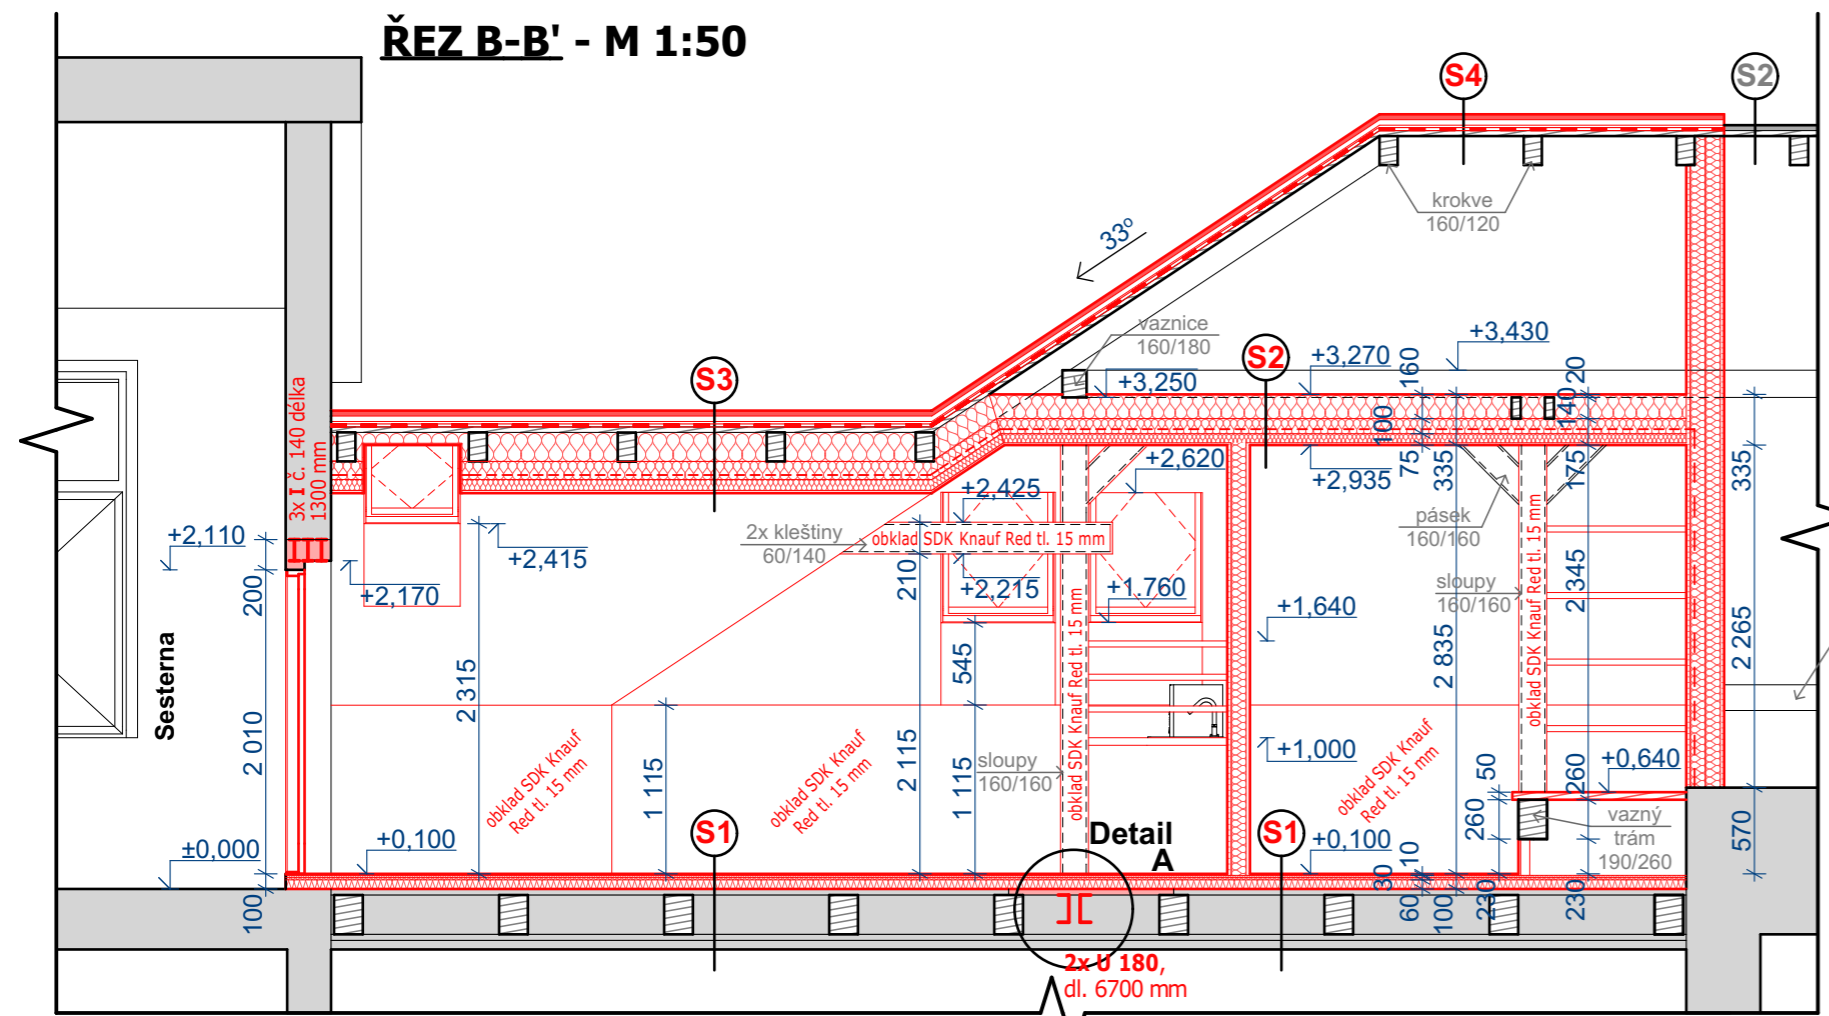 ŘEZ B-B' - M 1:50
S4
S2
krokve
160/120
33°
vaznice
160/180
+3,430
S3
S2
+3,270
+3,250
160
20
140
100
75
335
175
335
3x I č. 140 délka
1300 mm
+2,620
+2,935
+2,425
2x kleštiny
60/140
obklad SDK Knauf Red tl. 15 mm
pásek
160/160
+2,110
+2,415
+2,170
210
+2,215
+1.760
+1,640
sloupy
160/160
2 345
200
Sesterna
2 315
545
2 835
2 265
obklad SDK Knauf Red tl. 15 mm
obklad SDK Knauf Red tl. 15 mm
2 010
1 115
2 115
1 115
sloupy
160/160
+1,000
50
260
+0,640
obklad SDK Knauf
Red tl. 15 mm
obklad SDK Knauf
Red tl. 15 mm
obklad SDK Knauf
Red tl. 15 mm
260
vazný
trám
190/260
570
±0,000
+0,100
S1
Detail
A
S1
+0,100
10
30
60
100
230
230
100
2x U 180,
dl. 6700 mm